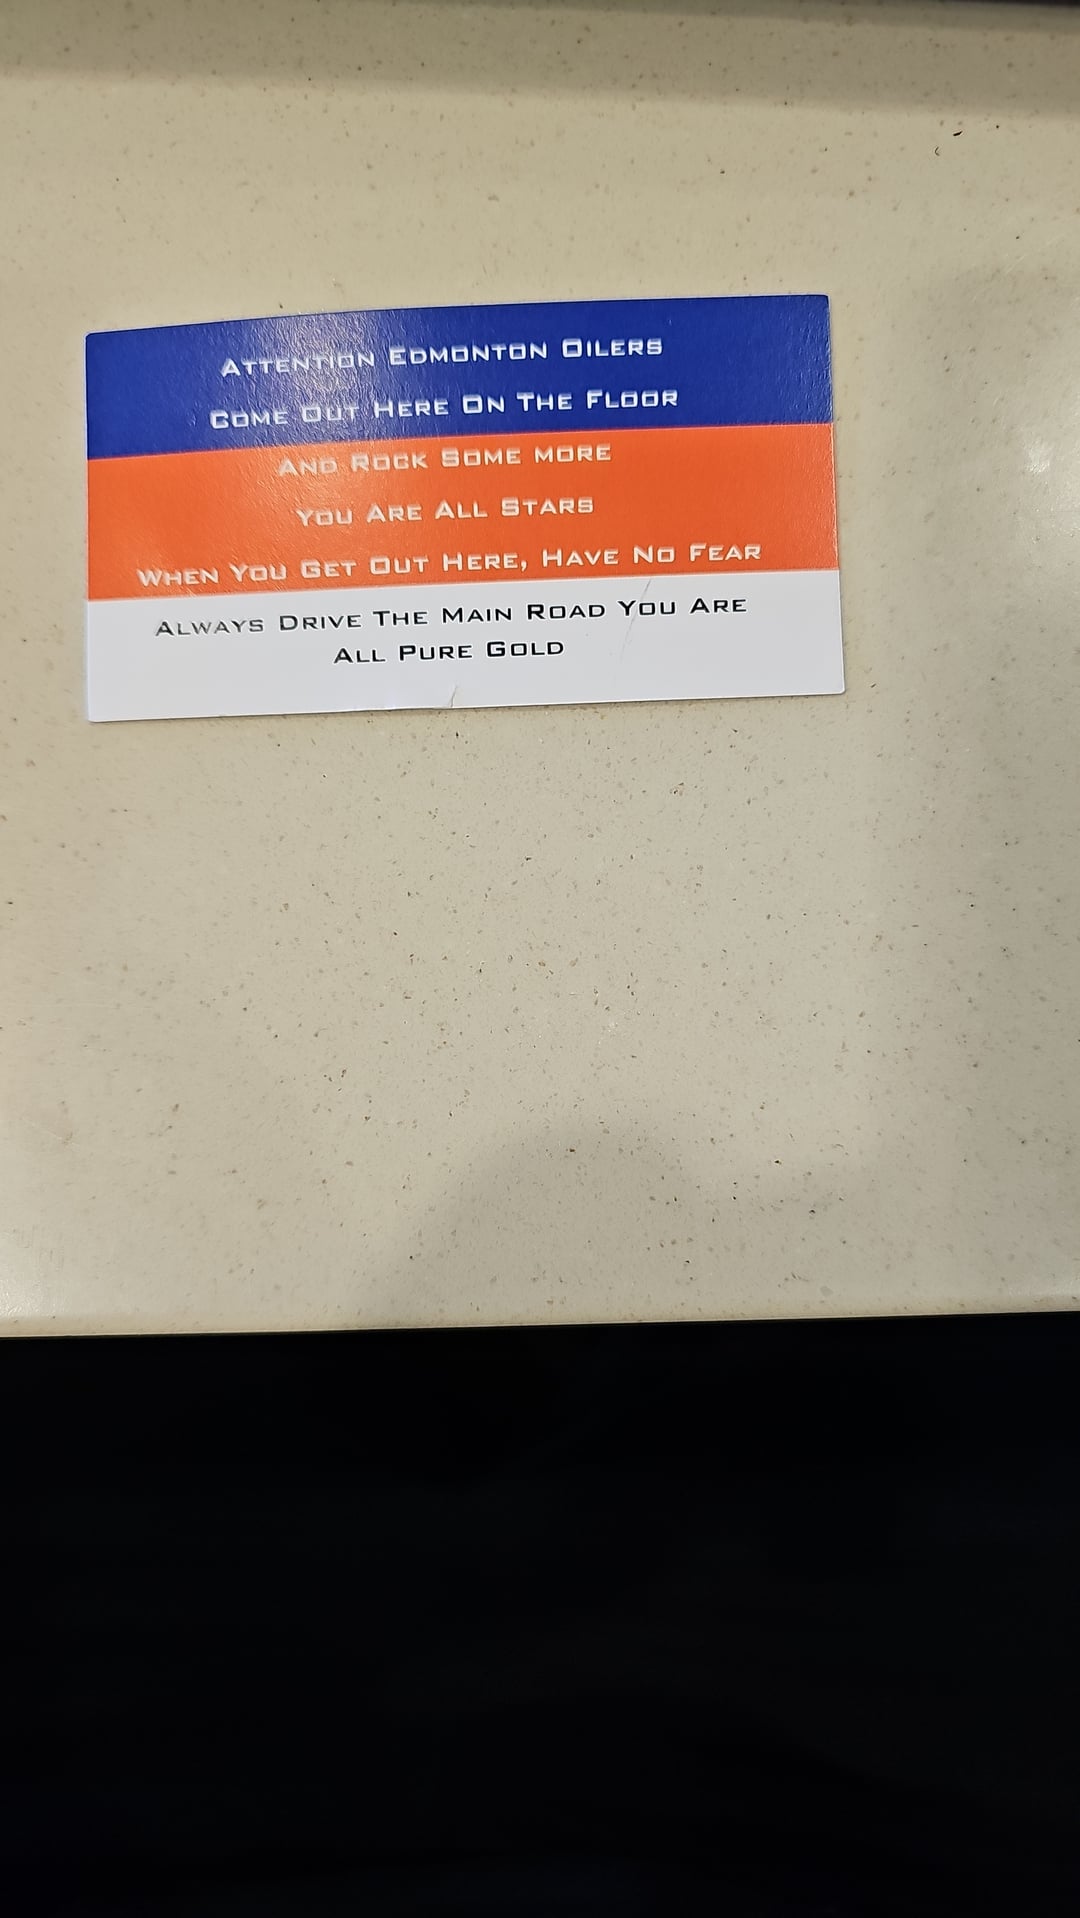 Attention Edmonton Oilers
Come Out Here On The Floor
And Rock Some more
You Are All Stars
When You Get Out Here, Have No Fear
Always Drive The Main Road You Are
All Pure Gold